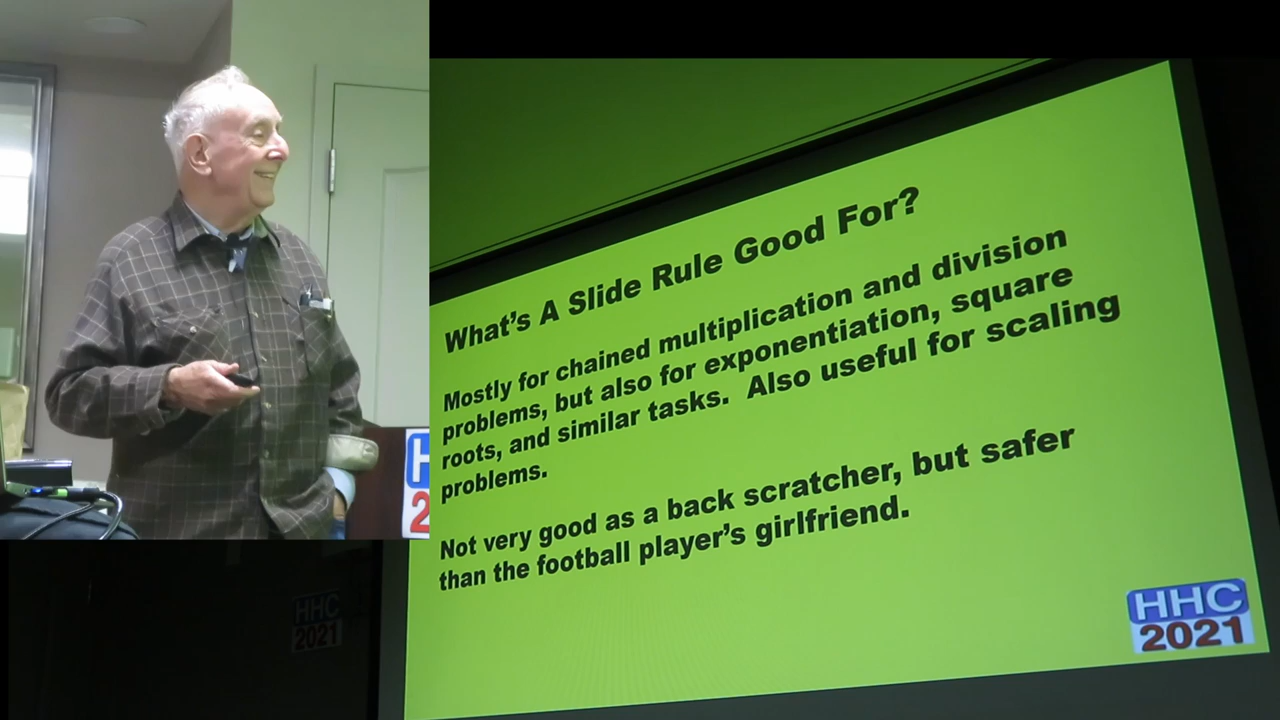 What's A Slide Rule Good For?
Mostly for chained multiplication and division
problems, but also for exponentiation, square
roots, and similar tasks.  Also useful for scaling
problems.
Not very good as a back scratcher, but safer
than the football player's girlfriend.
HHC
2021
H
2
HHC
2021